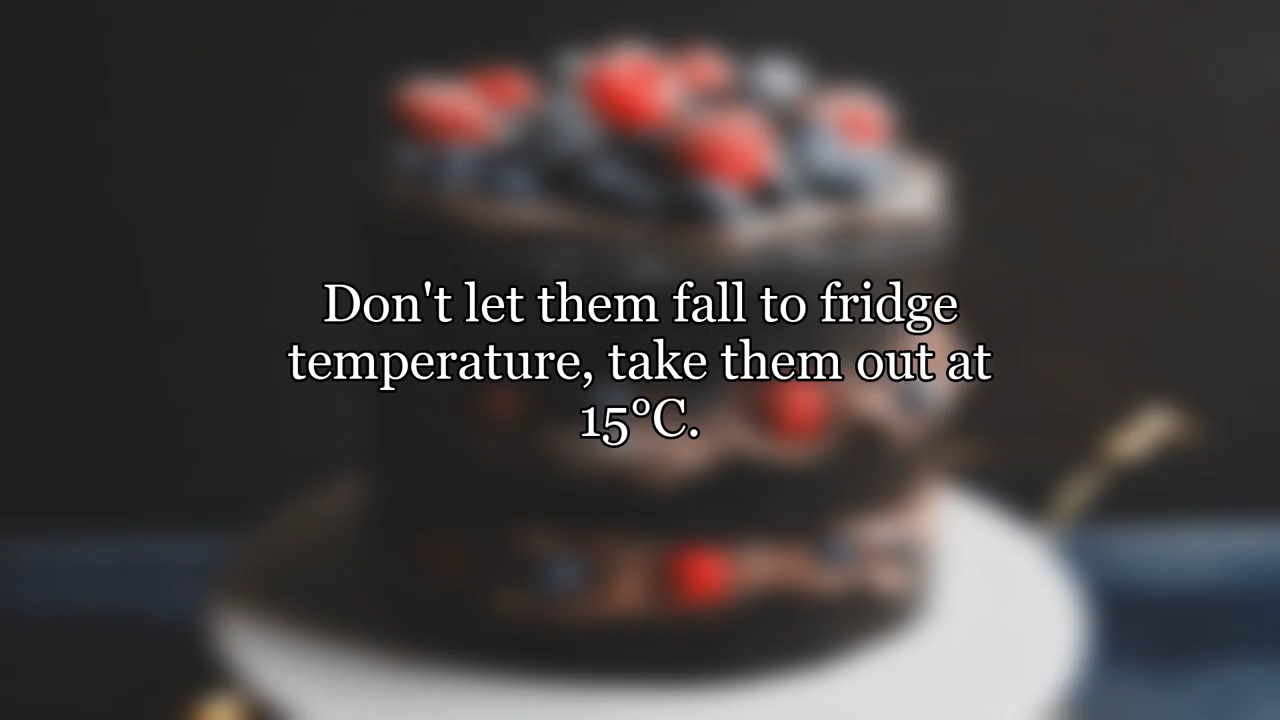 Don't let them fall to fridge
temperature, take them out at
15°C.